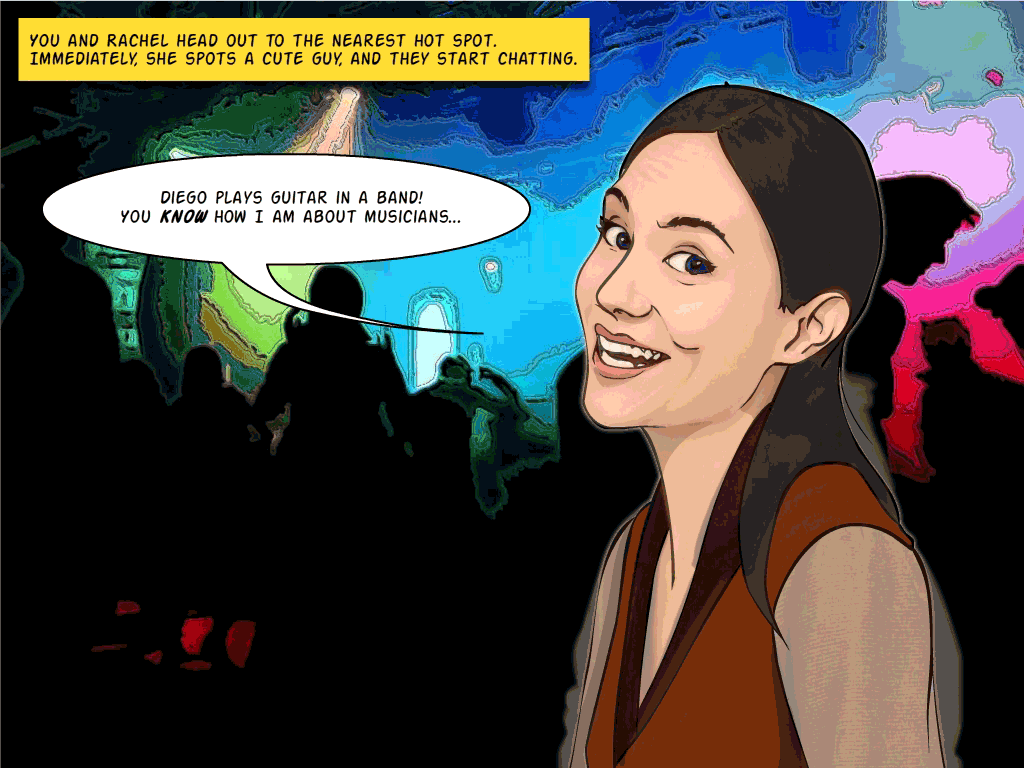 YOU AND RACHEL HEAD OUT TO THE NEAREST HOT SPOT.
IMMEDIATELY, SHE SPOTS A CUTE GUY, AND THEY START CHATTING.
DIEGO PLAYS GUITAR IN A BAND!
YOU KNOW HOW I AM ABOUT MUSICIANS...